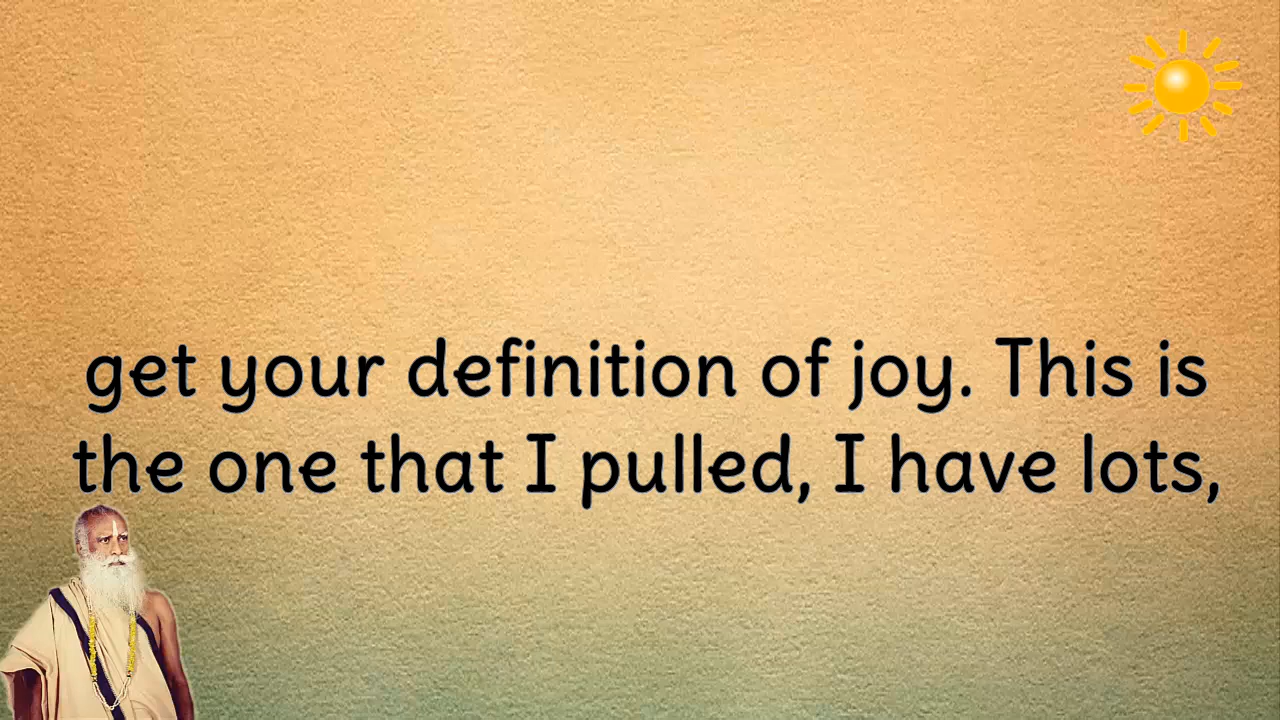 get your definition of joy. This is
the one that I pulled, I have lots,